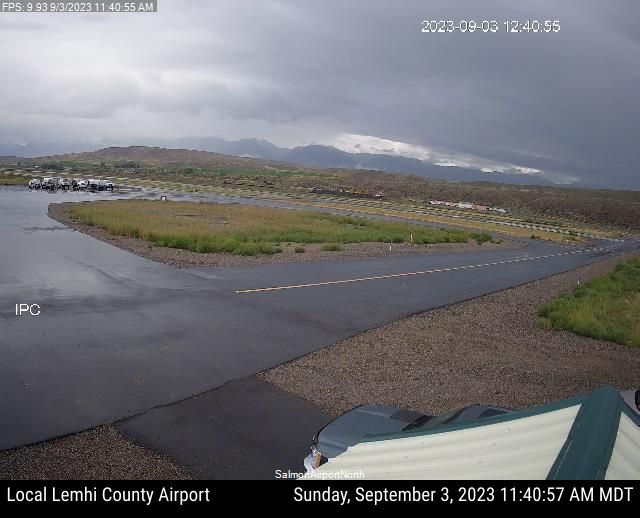 FPS: 9.93 9/3/2023 11:40:55 AM
2023-09-03 12:40:55
IPC
SalmonAirportNorth
Local Lemhi County Airport Sunday, September 3, 2023 11:40:57 AM MDT